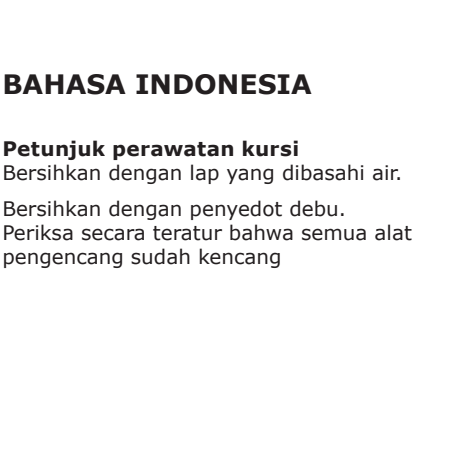 BAHASA INDONESIA
Petunjuk perawatan kursi
Bersihkan dengan lap yang dibasahi air.
Bersihkan dengan penyedot debu.
Periksa secara teratur bahwa semua alat
pengencang sudah kencang